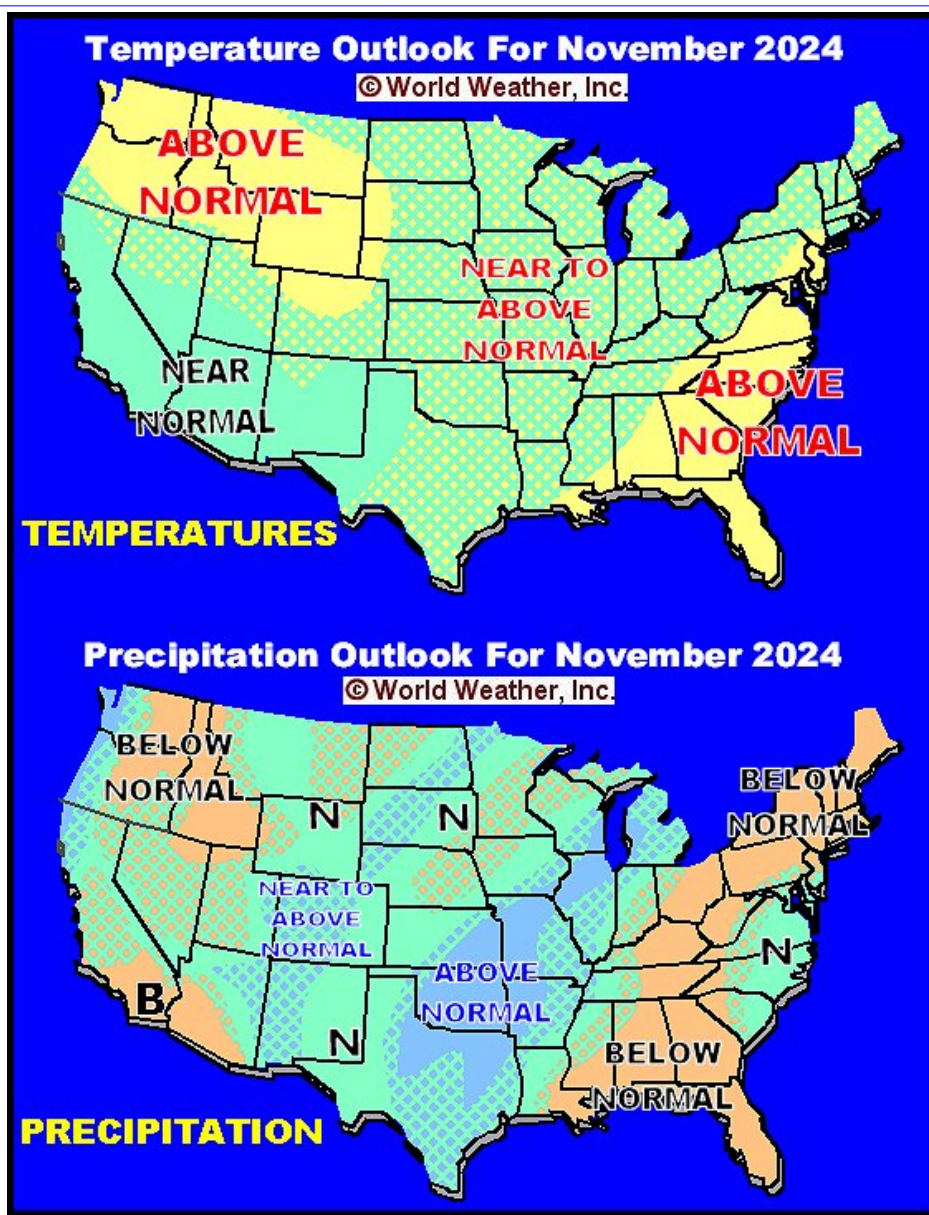 Temperature Outlook For November 2024
© World Weather, Inc.
ABOVE
NORMAL
NEAR TO
ABOVE
NORMAL
NEAR
NORMAL
ABOVE
NORMAL
TEMPERATURES
Precipitation Outlook For November 2024
© World Weather, Inc.
BELOW
NORMAL
N
N
BELOW
NORMAL
NEAR TO
ABOVE
NORMAL
ABOVE
NORMAL
N
B
N
BELOW
NORMAL
PRECIPITATION